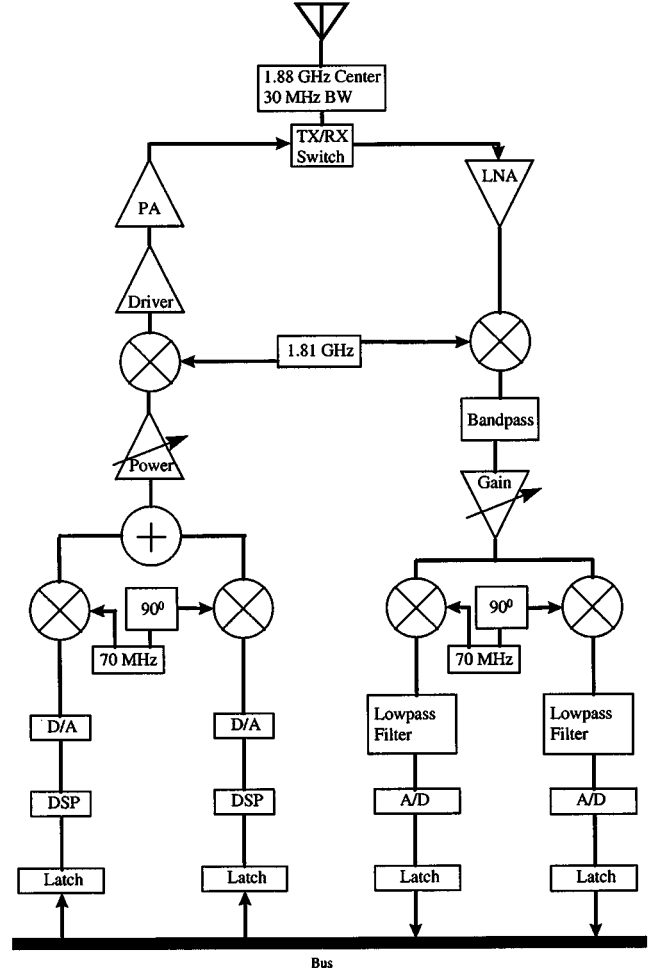 1.88 GHz Center
30 MHz BW
TX/RX
Switch
LNA
PA
Driver
1.81 GHz
Bandpass
Power
Gain
+
90⁰
90⁰
70 MHz
70 MHz
Lowpass
Filter
Lowpass
Filter
D/A
D/A
DSP
DSP
A/D
A/D
Latch
Latch
Latch
Latch
Bus